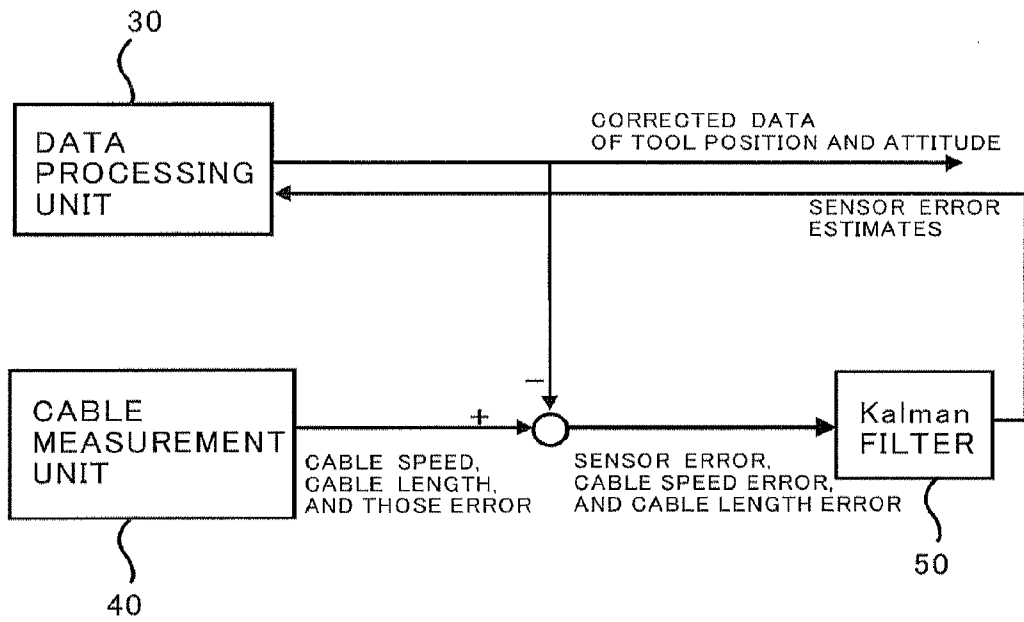 30
DATA
PROCESSING
UNIT
CORRECTED DATA
OF TOOL POSITION AND ATTITUDE
SENSOR ERROR
ESTIMATES
CABLE
MEASUREMENT
UNIT
+
−
CABLE SPEED,
CABLE LENGTH,
AND THOSE ERROR
SENSOR ERROR,
CABLE SPEED ERROR,
AND CABLE LENGTH ERROR
Kalman
FILTER
40
50